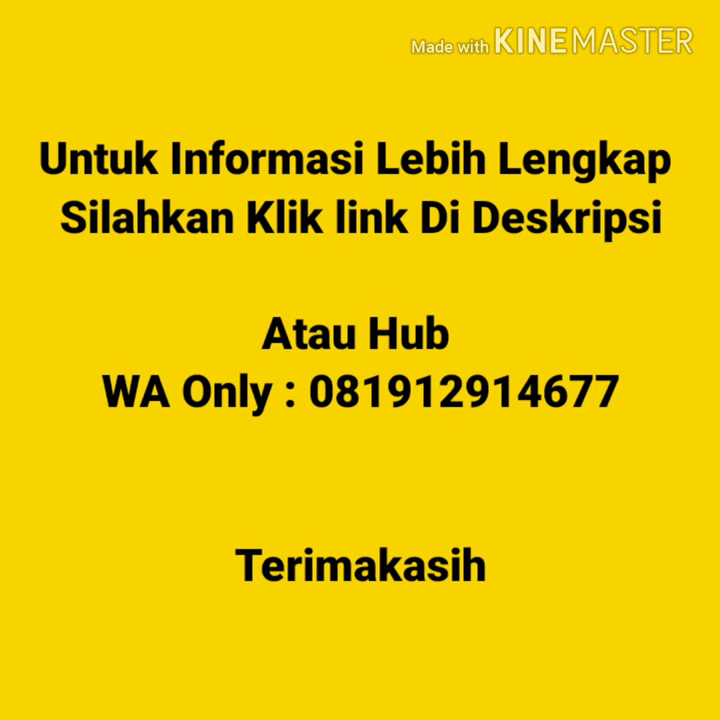 Made with KINEMASTER
Untuk Informasi Lebih Lengkap
Silahkan Klik link Di Deskripsi
Atau Hub
WA Only : 081912914677
Terimakasih